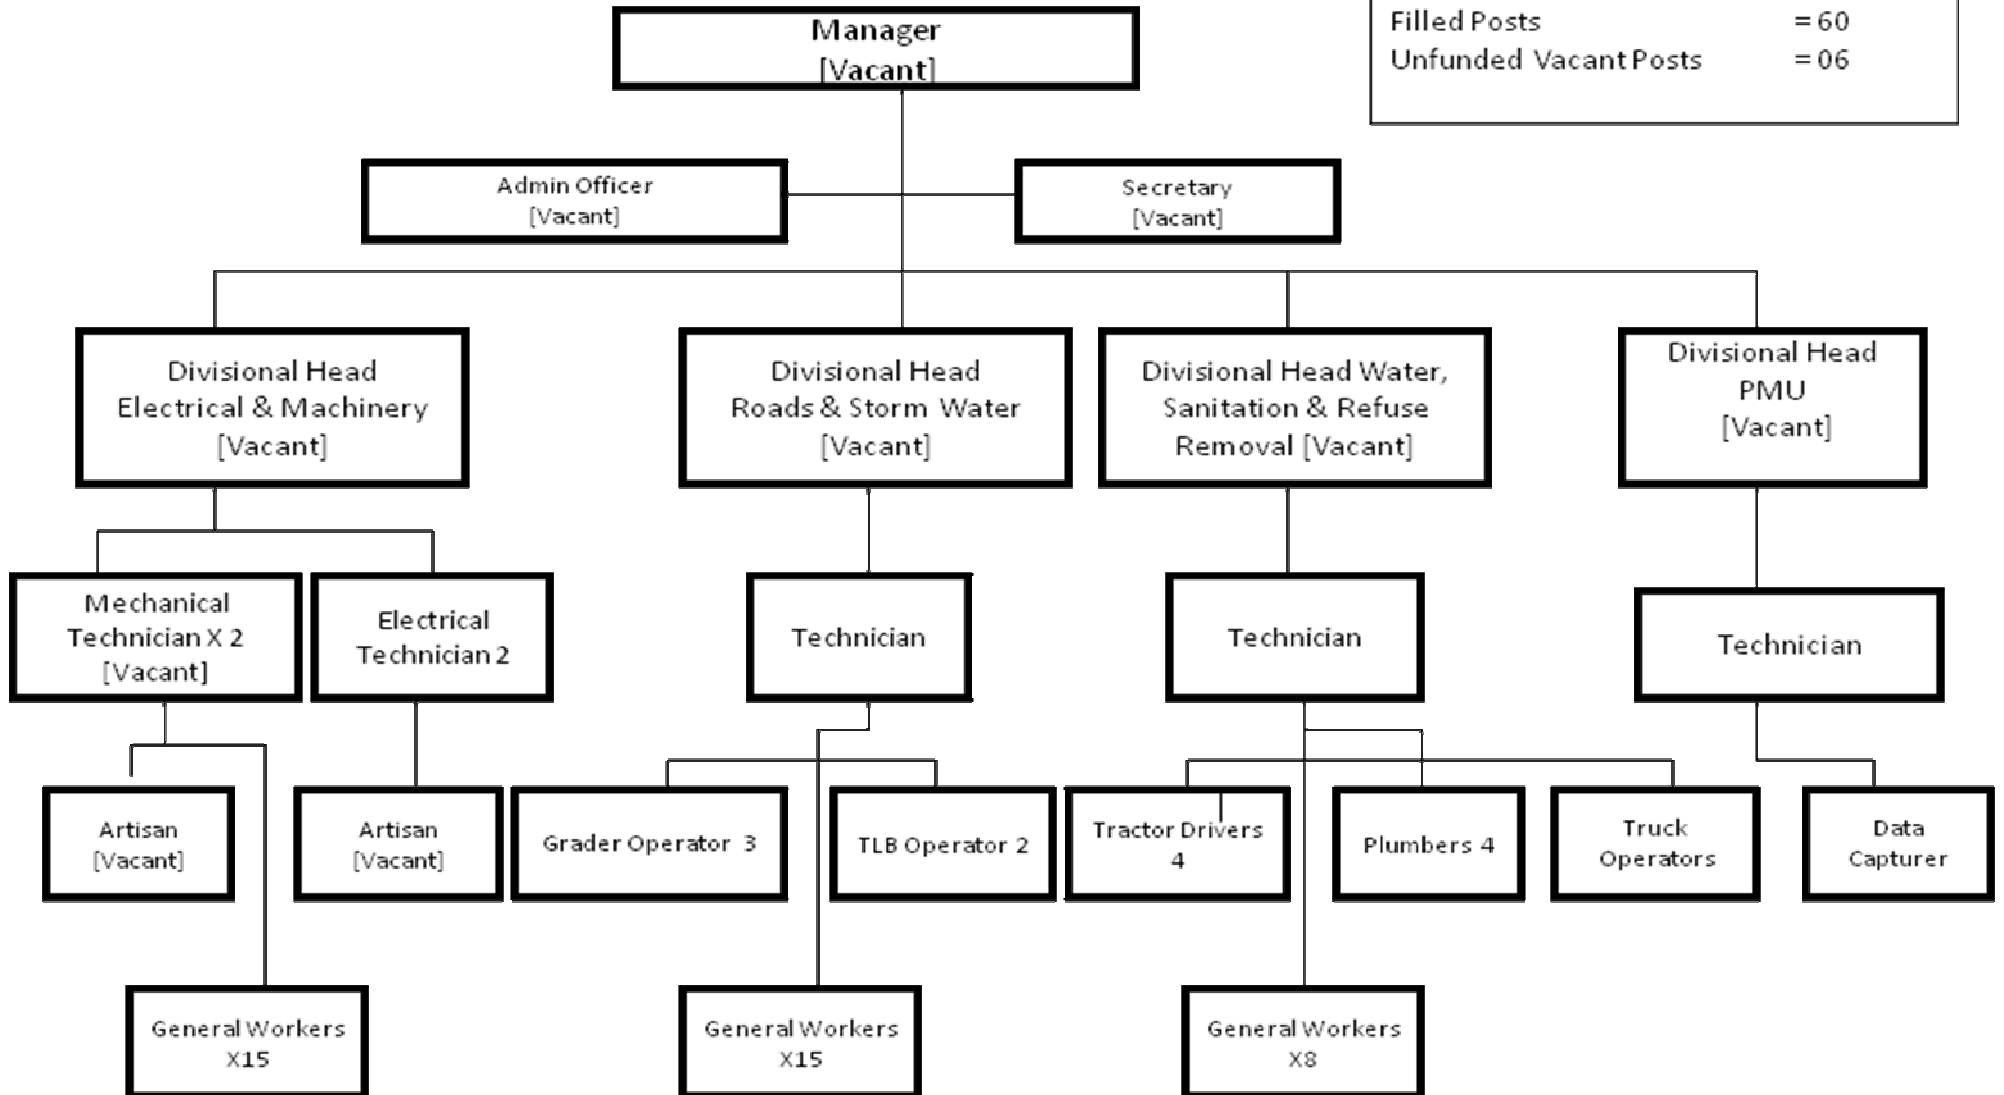 Manager
[Vacant]
Filled Posts = 60
Unfunded Vacant Posts = 06
Admin Officer
[Vacant]
Secretary
[Vacant]
Divisional Head
Electrical & Machinery
[Vacant]
Divisional Head
Roads & Storm Water
[Vacant]
Divisional Head Water,
Sanitation & Refuse
Removal [Vacant]
Divisional Head
PMU
[Vacant]
Mechanical
Technician X 2
[Vacant]
Electrical
Technician 2
Technician
Technician
Technician
Artisan
[Vacant]
Artisan
[Vacant]
Grader Operator 3
TLB Operator 2
Tractor Drivers
4
Plumbers 4
Truck
Operators
Data
Capturer
General Workers
X15
General Workers
X15
General Workers
X8